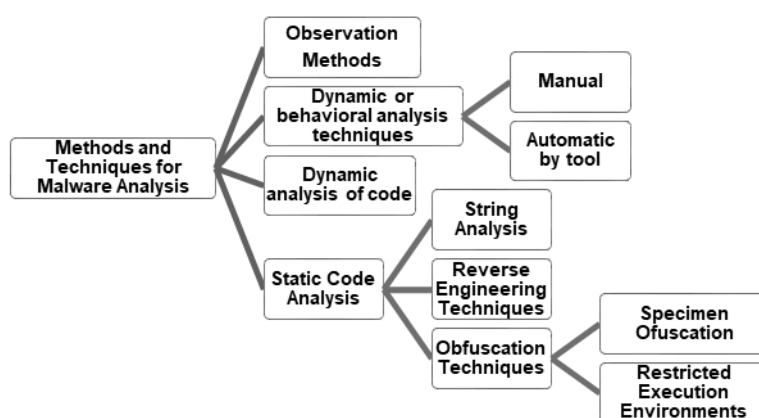 Observation
Methods
Dynamic or
behavioral analysis
techniques
Manual
Automatic
by tool
Methods and
Techniques for
Malware Analysis
Dynamic
analysis of code
Static Code
Analysis
String
Analysis
Reverse
Engineering
Techniques
Obfuscation
Techniques
Specimen
Ofuscation
Restricted
Execution
Environments